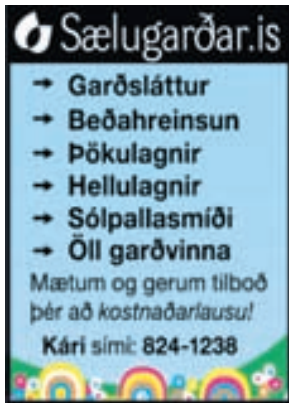 Sælugarðar.is
→ Garðsláttur
→ Beðahreinsun
→ Þökulagnir
→ Hellulagnir
→ Sólpallasmíði
→ Öll garðvinna
Mætum og gerum tilboð
þér að kostnaðarlausu!
Kári sími: 824-1238